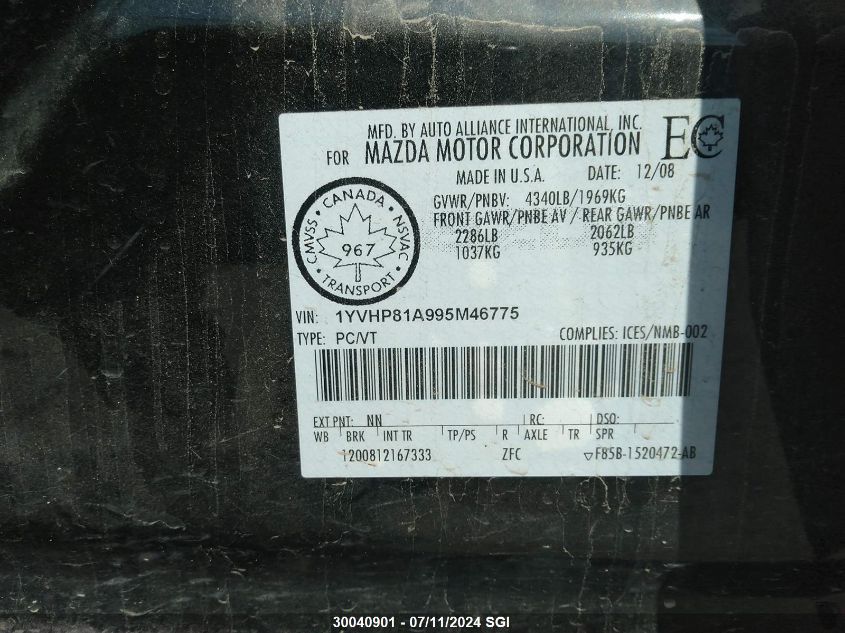 MFD. BY AUTO ALLIANCE INTERNATIONAL, INC.
FOR MAZDA MOTOR CORPORATION
EC
MADE IN U.S.A. DATE: 12/08
GVWR/PNBV: 4340LB/1969KG
FRONT GAWR/PNBE AV / REAR GAWR/PNBE AR
2286LB 2062LB
1037KG 935KG
CANADA
CMVSS NSVAC
967
TRANSPORT
VIN: 1YVHP81A995M46775
TYPE: PC/VT COMPLIES: ICES/NMB-002
EXT PNT: NN RC: DSO:
WB BRK INT TR TP/PS R AXLE TR SPR
1200812167333 ZFC F85B-1520472-AB
30040901 - 07/11/2024 SGI